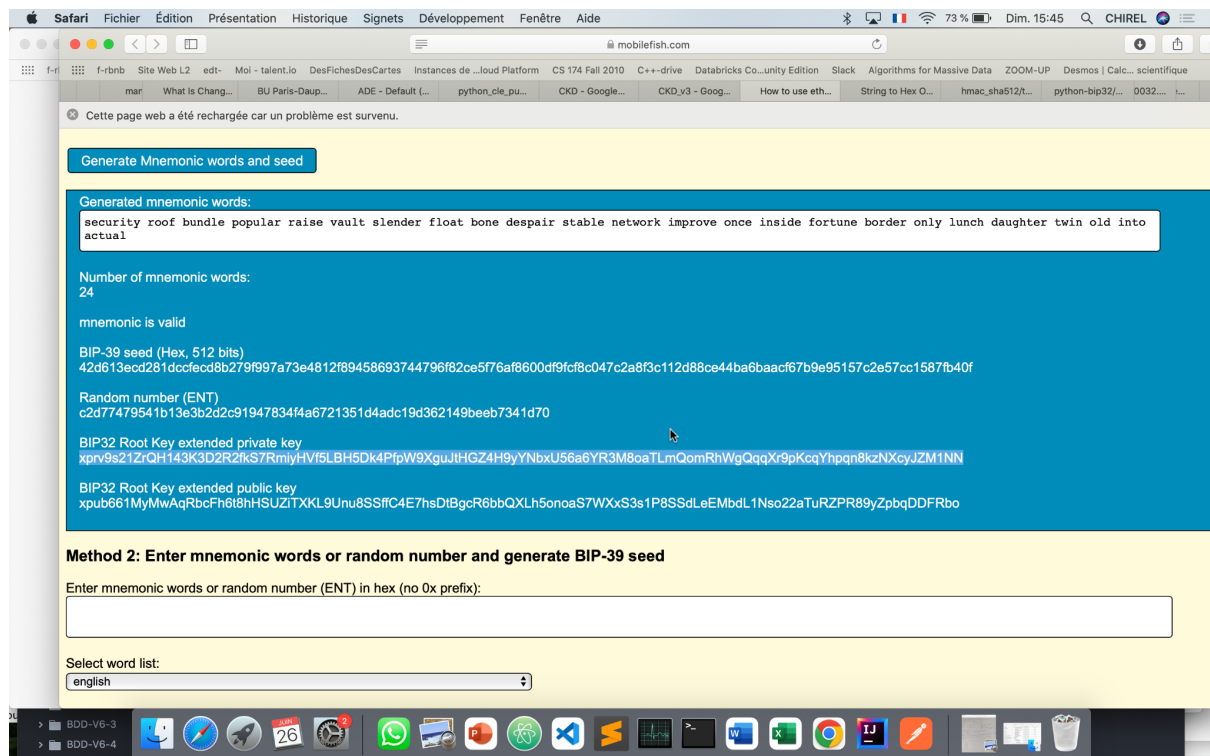 Safari Fichier Édition Présentation Historique Signets Développement Fenêtre Aide 73 % Dim. 15:45 CHIREL
mobilefish.com
f-rbnb Site Web L2 edt- Moi - talent.io DesFichesDesCartes Instances de ...loud Platform CS 174 Fall 2010 C++-drive Databricks Co...unity Edition Slack Algorithms for Massive Data ZOOM-UP Desmos | Calc... scientifique
mar What Is Chang... BU Paris-Daup... ADE - Default (... python_cle_pu... CKD - Google... CKD_v3 - Goog... How to use eth... String to Hex O... hmac_sha512/t... python-bip32/... 0032....
Cette page web a été rechargée car un problème est survenu.
Generate Mnemonic words and seed
Generated mnemonic words:
security roof bundle popular raise vault slender float bone despair stable network improve once inside fortune border only lunch daughter twin old into
actual
Number of mnemonic words:
24
mnemonic is valid
BIP-39 seed (Hex, 512 bits)
42d613ecd281dccfecd8b279f997a73e4812f89458693744796f82ce5f76af8600df9fcf8c047c2a8f3c112d88ce44ba6baacf67b9e95157c2e57cc1587fb40f
Random number (ENT)
c2d77479541b13e3b2d2c91947834f4a6721351d4adc19d362149beeb7341d70
BIP32 Root Key extended private key
xprv9s21ZrQH143K3D2R2fkS7RmiyHVf5LBH5Dk4PfpW9XguJtHGZ4H9yYNbxU56a6YR3M8oaTLmQomRhWgQqqXr9pKcqYhpqn8kzNXcyJZM1NN
BIP32 Root Key extended public key
xpub661MyMwAqRbcFh6t8hHSUZiTXKL9Unu8SSffC4E7hsDtBgcR6bbQXLh5onoaS7WXxS3s1P8SSdLeEMbdL1Nso22aTuRZPR89yZpbqDDFRbo
Method 2: Enter mnemonic words or random number and generate BIP-39 seed
Enter mnemonic words or random number (ENT) in hex (no 0x prefix):
Select word list:
english
BDD-V6-3
BDD-V6-4
JUIN
26
2